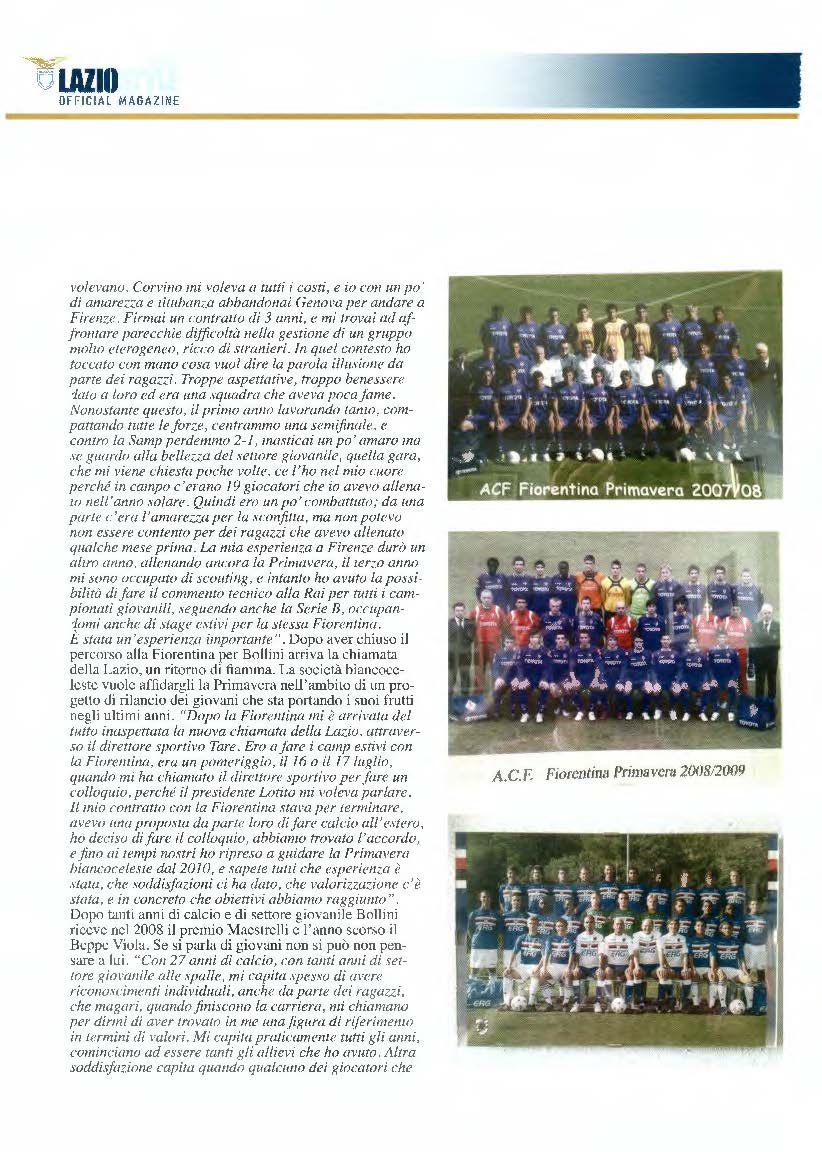 LAZIO
OFFICIAL MAGAZINE
volevano. Corvino mi voleva a tutti i costi, e io con un po'
di amarezza e titubanza abbandonai Genova per andare a
Firenze. Firmai un contratto di 3 anni, e mi trovai ad af-
frontare parecchie difficoltà nella gestione di un gruppo
molto eterogeneo, ricco di stranieri. In quel contesto ho
toccato con mano cosa vuol dire la parola illusione da
parte dei ragazzi. Troppe aspettative, troppo benessere
dato a loro ed era una squadra che aveva poca fame.
Nonostante questo, il primo anno lavorando tanto, com-
pattando tutte le forze, centrammo una semifinale, e
contro la Samp perdemmo 2-1, masticai un po' amaro ma
se guardo alla bellezza del settore giovanile, quella gara,
che mi viene chiesta poche volte, ce l'ho nel mio cuore
perché in campo c'erano 19 giocatori che io avevo allena-
to nell'anno solare. Quindi ero un po' combattuto; da una
parte c'era l'amarezza per la sconfitta, ma non potevo
non essere contento per dei ragazzi che avevo allenato
qualche mese prima. La mia esperienza a Firenze durò un
altro anno, allenando ancora la Primavera, il terzo anno
mi sono occupato di scouting, e intanto ho avuto la possi-
bilità di fare il commento tecnico alla Rai per tutti i cam-
pionati giovanili, seguendo anche la Serie B, occupan-
domi anche di stage estivi per la stessa Fiorentina.
È stata un'esperienza importante". Dopo aver chiuso il
percorso alla Fiorentina per Bollini arriva la chiamata
della Lazio, un ritorno di fiamma. La società biancoce-
leste vuole affidargli la Primavera nell'ambito di un pro-
getto di rilancio dei giovani che sta portando i suoi frutti
negli ultimi anni. "Dopo la Fiorentina mi è arrivata del
tutto inaspettata la nuova chiamata della Lazio, attraver-
so il direttore sportivo Tare. Ero a fare i camp estivi con
la Fiorentina, era un pomeriggio, il 16 o il 17 luglio,
quando mi ha chiamato il direttore sportivo per fare un
colloquio, perché il presidente Lotito mi voleva parlare.
Il mio contratto con la Fiorentina stava per terminare,
avevo una proposta da parte loro di fare calcio all'estero,
ho deciso di fare il colloquio, abbiamo trovato l'accordo,
e fino ai tempi nostri ho ripreso a guidare la Primavera
biancoceleste dal 2010, e sapete tutti che esperienza è
stata, che soddisfazioni ci ha dato, che valorizzazione c'è
stata, e in concreto che obiettivi abbiamo raggiunto".
Dopo tanti anni di calcio e di settore giovanile Bollini
riceve nel 2008 il premio Maestrelli e l'anno scorso il
Beppe Viola. Se si parla di giovani non si può non pen-
sare a lui. "Con 27 anni di calcio, con tanti anni di set-
tore giovanile alle spalle, mi capita spesso di avere
riconoscimenti individuali, anche da parte dei ragazzi,
che magari, quando finiscono la carriera, mi chiamano
per dirmi di aver trovato in me una figura di riferimento
in termini di valori. Mi capita praticamente tutti gli anni,
cominciano ad essere tanti gli allievi che ho avuto. Altra
soddisfazione capita quando qualcuno dei giocatori che
ACF Fiorentina Primavera 2007/08
A.C.F. Fiorentina Primavera 2008/2009